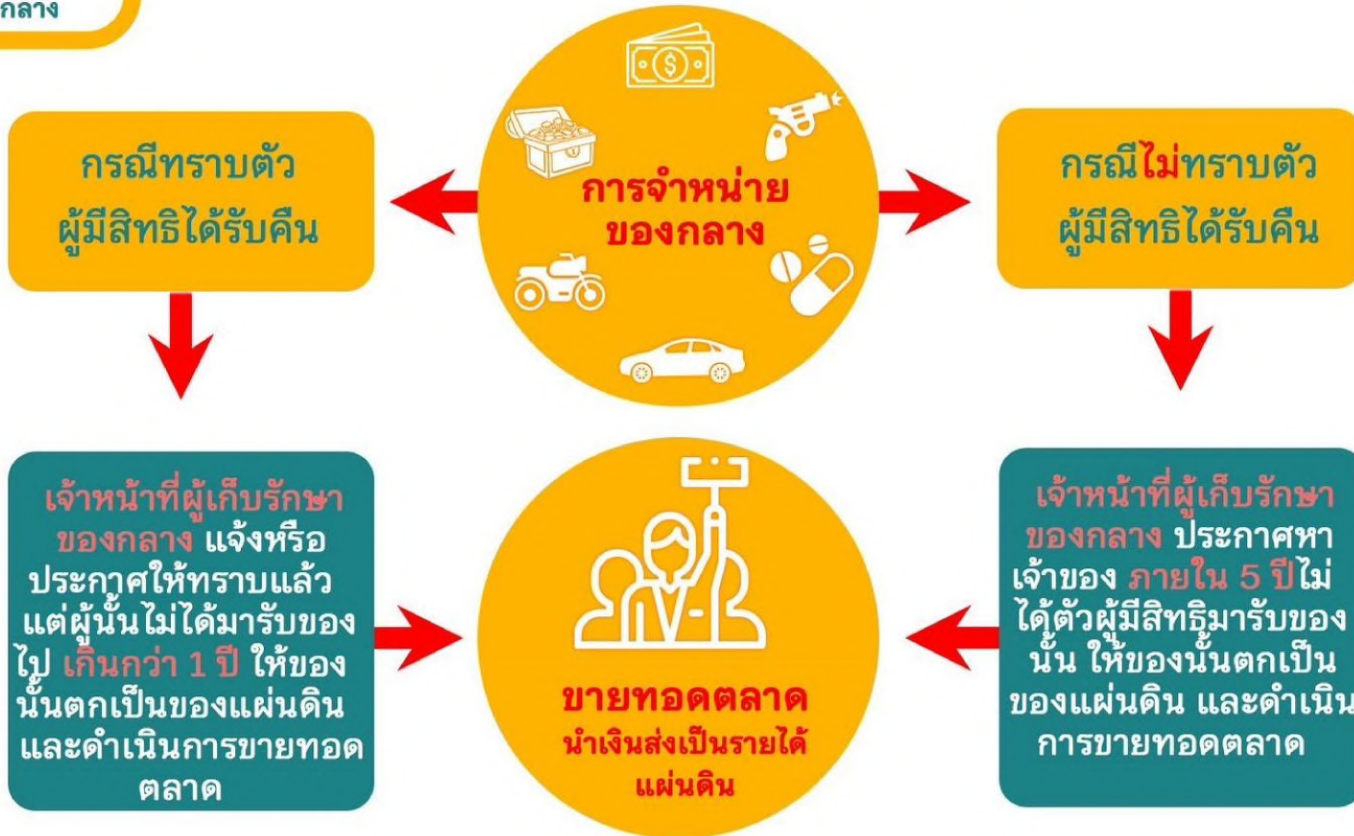 กลาง
การจำหน่าย
ของกลาง
กรณีทราบตัว
ผู้มีสิทธิได้รับคืน
กรณีไม่ทราบตัว
ผู้มีสิทธิได้รับคืน
เจ้าหน้าที่ผู้เก็บรักษา
ของกลาง แจ้งหรือ
ประกาศให้ทราบแล้ว
แต่ผู้นั้นไม่ได้มารับของ
ไป เกินกว่า 1 ปี ให้ของ
นั้นตกเป็นของแผ่นดิน
และดำเนินการขายทอด
ตลาด
เจ้าหน้าที่ผู้เก็บรักษา
ของกลาง ประกาศหา
เจ้าของ ภายใน 5 ปีไม่
ได้ตัวผู้มีสิทธิมารับของ
นั้น ให้ของนั้นตกเป็น
ของแผ่นดิน และดำเนิน
การขายทอดตลาด
ขายทอดตลาด
นำเงินส่งเป็นรายได้
แผ่นดิน